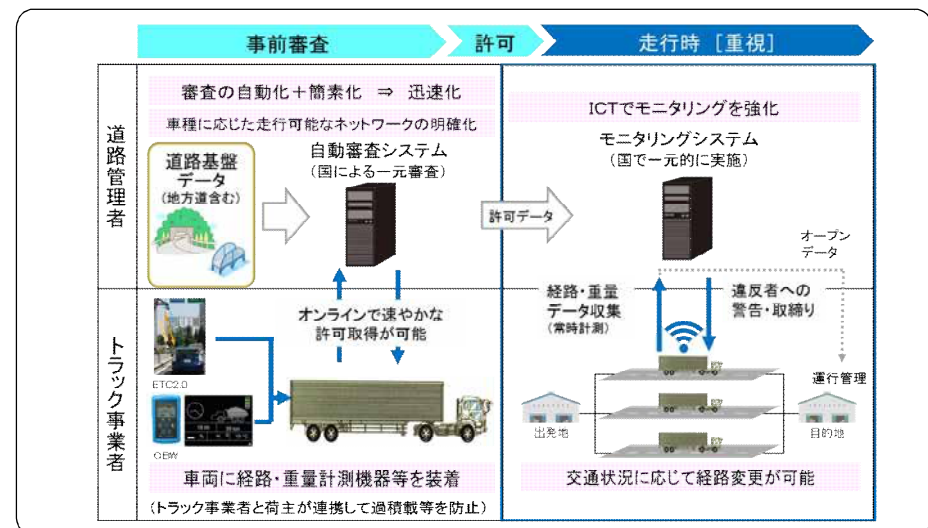 事前審査
許可
走行時 [重視]
道路管理者
審査の自動化＋簡素化 ⇒ 迅速化
車種に応じた走行可能なネットワークの明確化
道路基盤
データ
(地方道含む)
自動審査システム
(国による一元審査)
許可データ
ICTでモニタリングを強化
モニタリングシステム
(国で一元的に実施)
オープン
データ
トラック事業者
オンラインで速やかな
許可取得が可能
ETC2.0
OBW
車両に経路・重量計測機器等を装着
(トラック事業者と荷主が連携して過積載等を防止)
経路・重量
データ収集
(常時計測)
違反者への
警告・取締り
運行管理
出発地
目的地
交通状況に応じて経路変更が可能